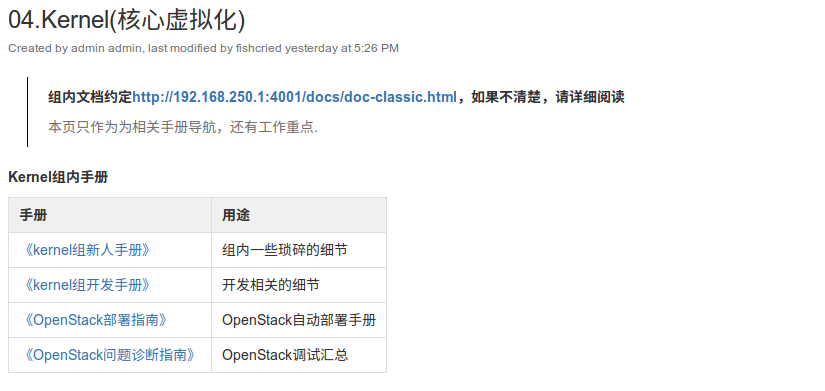 04.Kernel(核心虚拟化)
Created by admin admin, last modified by fishcried yesterday at 5:26 PM
组内文档约定http://192.168.250.1:4001/docs/doc-classic.html，如果不清楚，请详细阅读
本页只作为为相关手册导航，还有工作重点.
Kernel组内手册
手册 用途
《kernel组新人手册》 组内一些琐碎的细节
《kernel组开发手册》 开发相关的细节
《OpenStack部署指南》 OpenStack自动部署手册
《OpenStack问题诊断指南》 OpenStack调试汇总